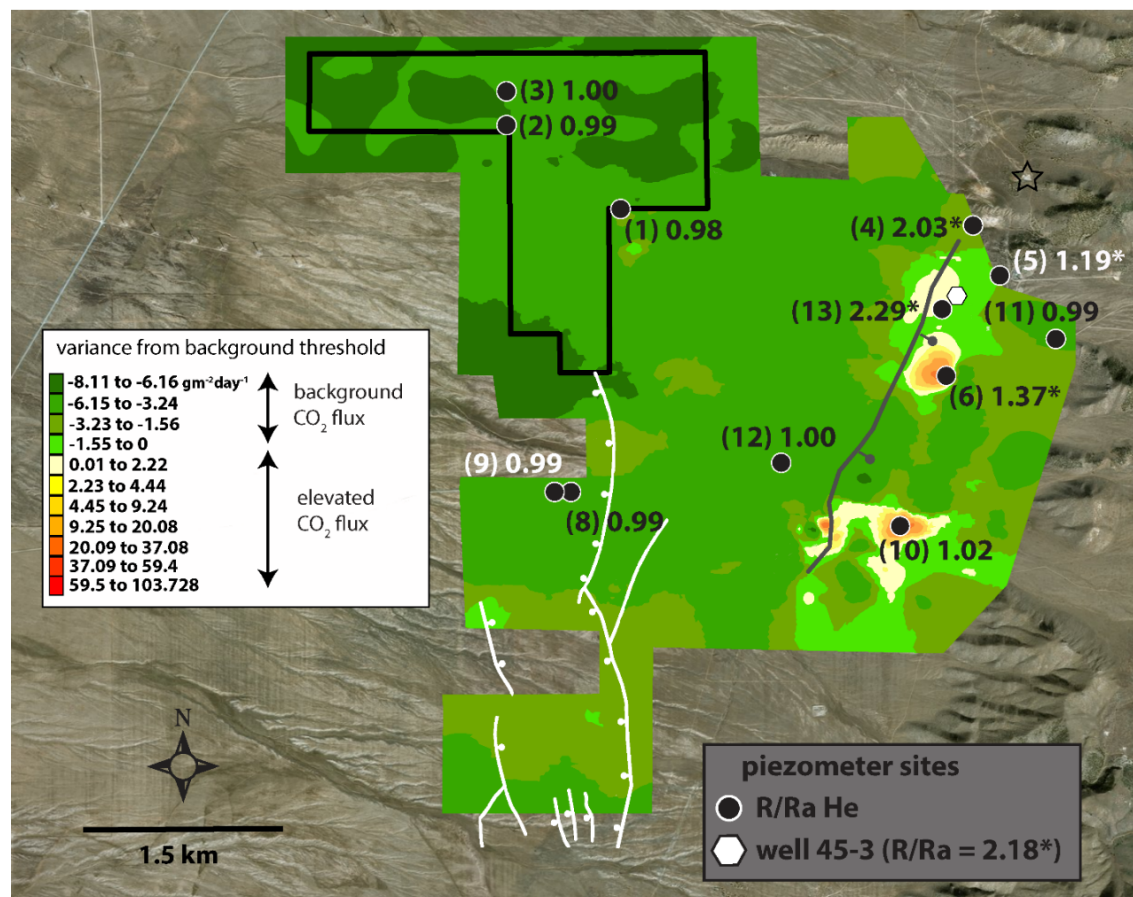 (3) 1.00
(2) 0.99
(1) 0.98
(4) 2.03*
(5) 1.19*
(13) 2.29*
(11) 0.99
(6) 1.37*
(12) 1.00
(9) 0.99
(8) 0.99
(10) 1.02
variance from background threshold
-8.11 to -6.16 gm⁻²day⁻¹
-6.15 to -3.24
-3.23 to -1.56
-1.55 to 0
0.01 to 2.22
2.23 to 4.44
4.45 to 9.24
9.25 to 20.08
20.09 to 37.08
37.09 to 59.4
59.5 to 103.728
background
CO₂ flux
elevated
CO₂ flux
N
1.5 km
piezometer sites
R/Ra He
well 45-3 (R/Ra = 2.18*)